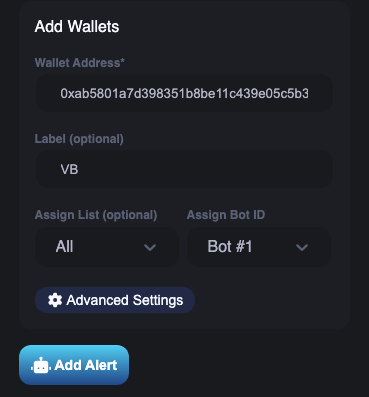 Add Wallets
Wallet Address*
0xab5801a7d398351b8be11c439e05c5b3
Label (optional)
VB
Assign List (optional) Assign Bot ID
All Bot #1
Advanced Settings
Add Alert